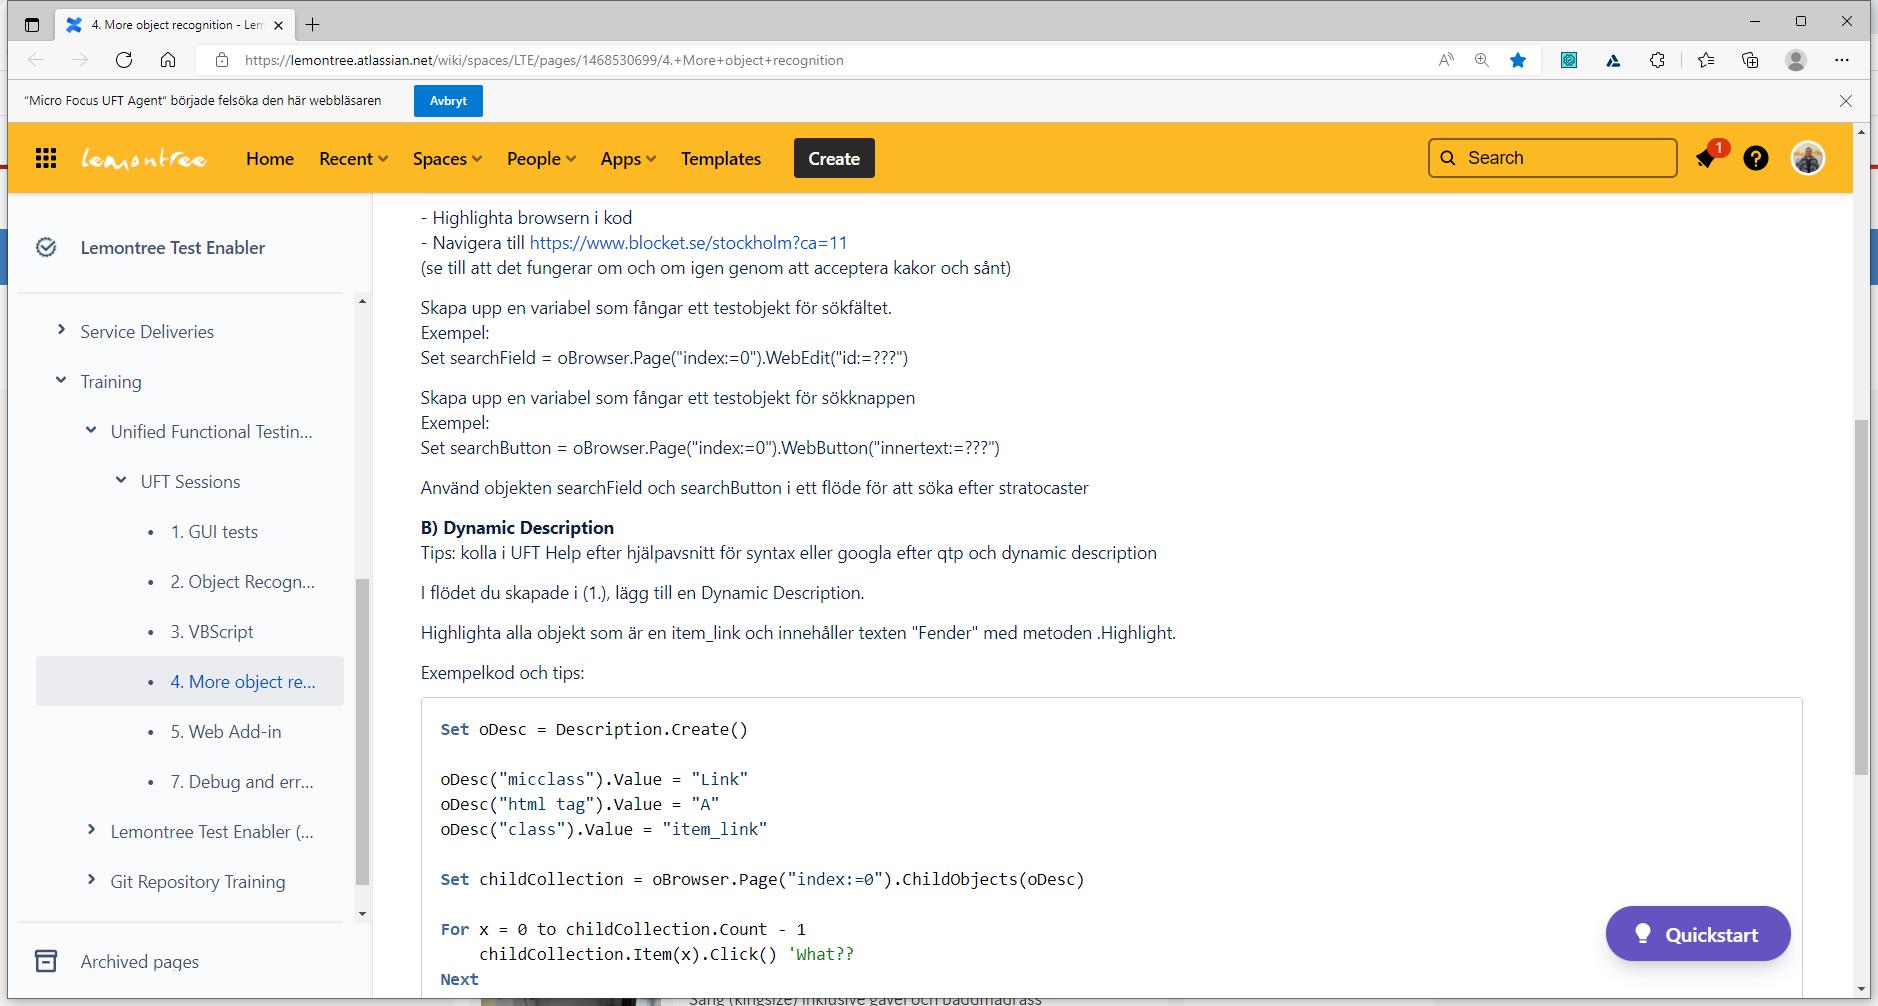 4. More object recognition - Lem
https://lemontree.atlassian.net/wiki/spaces/LTE/pages/1468530699/4.+More+object+recognition
"Micro Focus UFT Agent" började felsöka den här webbläsaren
Avbryt
lemontree
Home
Recent
Spaces
People
Apps
Templates
Create
Search
1
Lemontree Test Enabler
Service Deliveries
Training
Unified Functional Testin...
UFT Sessions
• 1. GUI tests
• 2. Object Recogn...
• 3. VBScript
• 4. More object re...
• 5. Web Add-in
• 7. Debug and err...
Lemontree Test Enabler (...
Git Repository Training
Archived pages
- Highlighta browsern i kod
- Navigera till https://www.blocket.se/stockholm?ca=11
(se till att det fungerar om och om igen genom att acceptera kakor och sånt)
Skapa upp en variabel som fångar ett testobjekt för sökfältet.
Exempel:
Set searchField = oBrowser.Page("index:=0").WebEdit("id:=???")
Skapa upp en variabel som fångar ett testobjekt för sökknappen
Exempel:
Set searchButton = oBrowser.Page("index:=0").WebButton("innertext:=???")
Använd objekten searchField och searchButton i ett flöde för att söka efter stratocaster
B) Dynamic Description
Tips: kolla i UFT Help efter hjälpavsnitt för syntax eller googla efter qtp och dynamic description
I flödet du skapade i (1.), lägg till en Dynamic Description.
Highlighta alla objekt som är en item_link och innehåller texten "Fender" med metoden .Highlight.
Exempelkod och tips:
Set oDesc = Description.Create()
oDesc("micclass").Value = "Link"
oDesc("html tag").Value = "A"
oDesc("class").Value = "item_link"
Set childCollection = oBrowser.Page("index:=0").ChildObjects(oDesc)
For x = 0 to childCollection.Count - 1
childCollection.Item(x).Click() 'What??
Next
Quickstart
Säng (kingsize) inklusive gavel och bäddmadrass